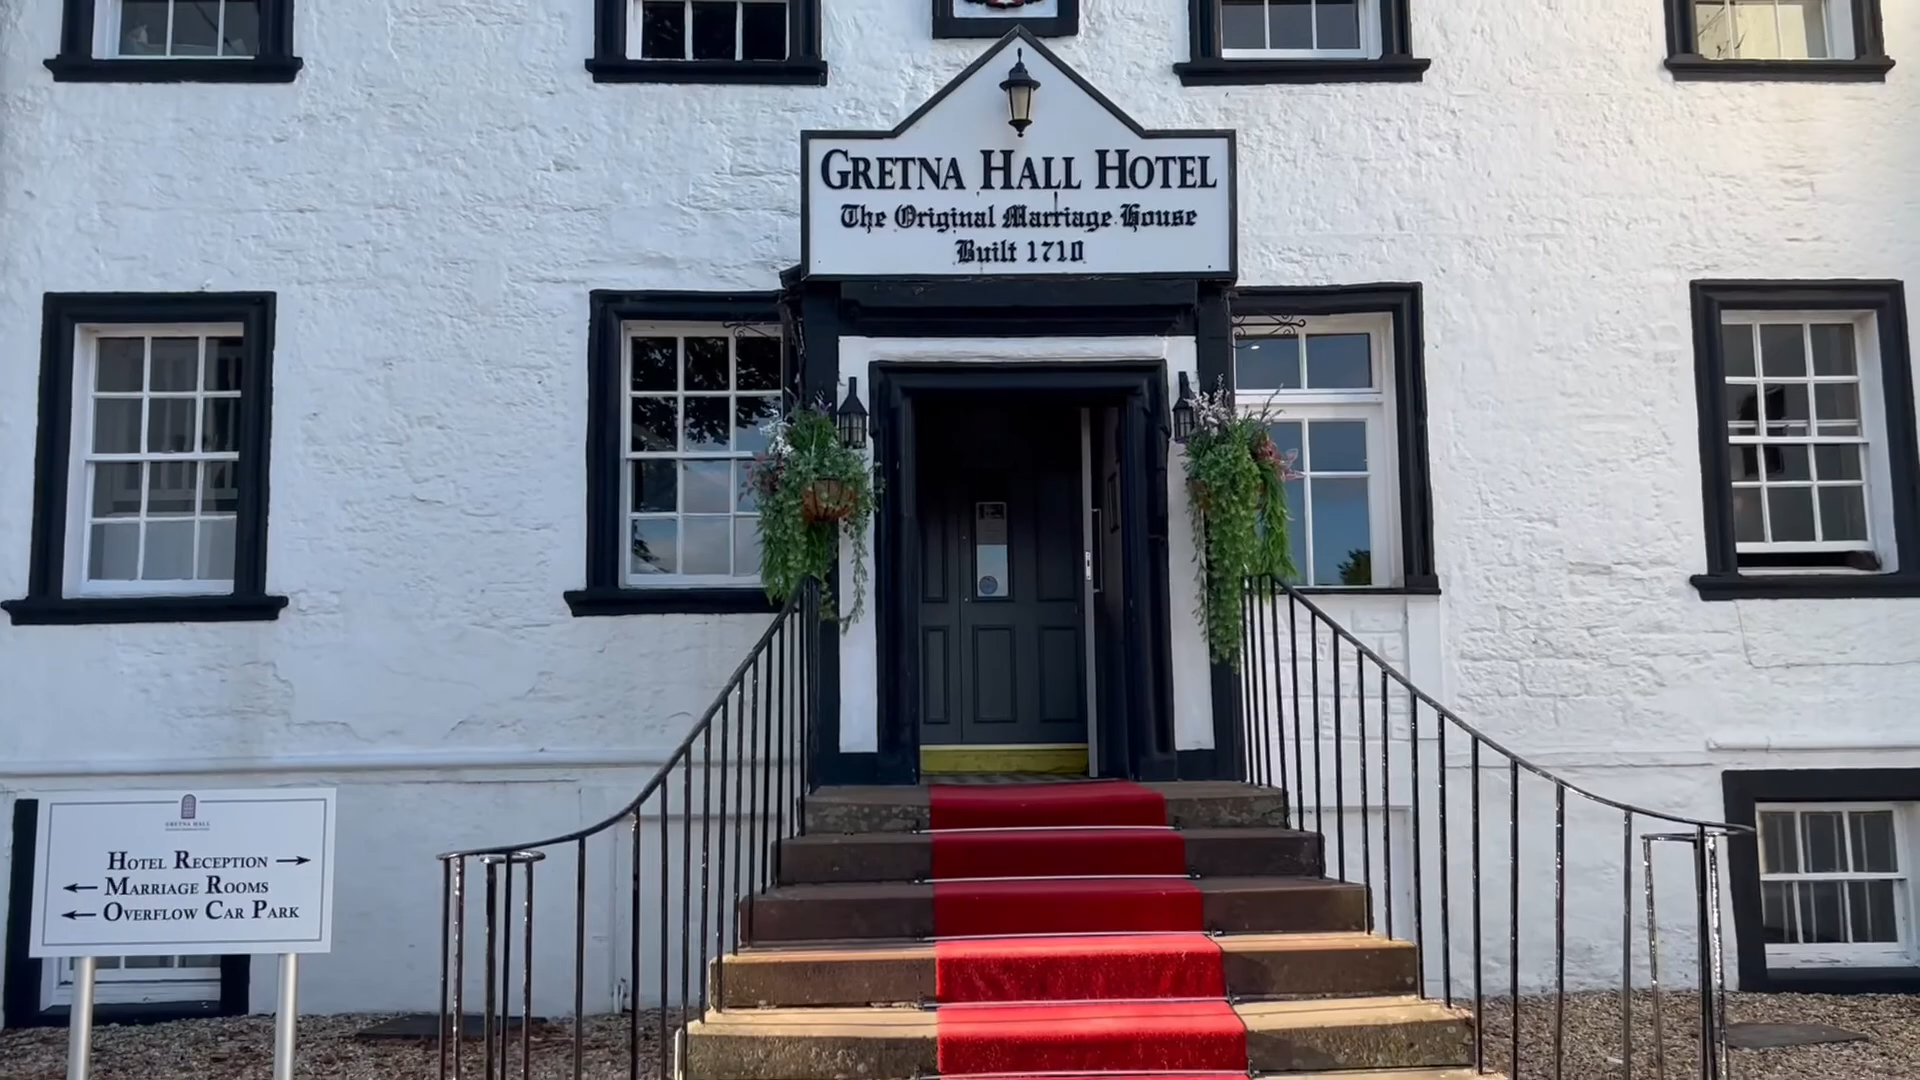 GRETNA HALL HOTEL
The Original Marriage House
Built 1710
GRETNA HALL
HOTEL RECEPTION →
← MARRIAGE ROOMS
← OVERFLOW CAR PARK